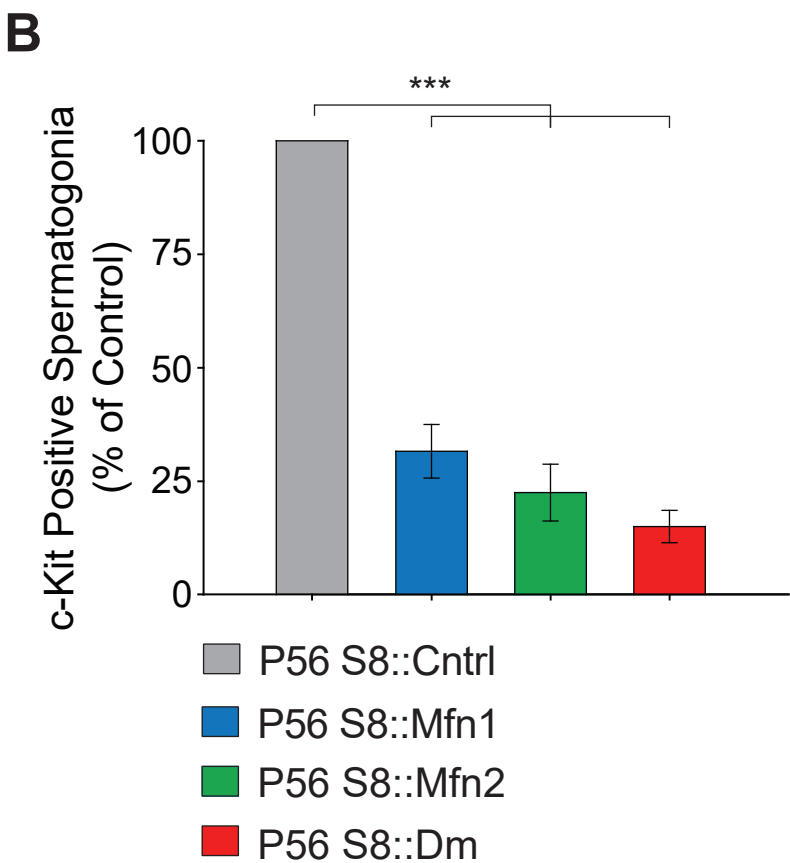 B
***
c-Kit Positive Spermatogonia
(% of Control)
100
75
50
25
0
P56 S8::Cntrl
P56 S8::Mfn1
P56 S8::Mfn2
P56 S8::Dm